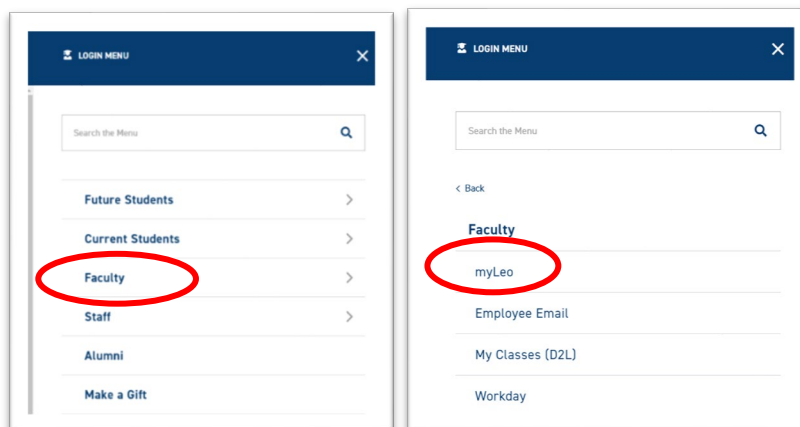 LOGIN MENU
Search the Menu
Future Students
Current Students
Faculty
Staff
Alumni
Make a Gift
LOGIN MENU
Search the Menu
< Back
Faculty
myLeo
Employee Email
My Classes (D2L)
Workday